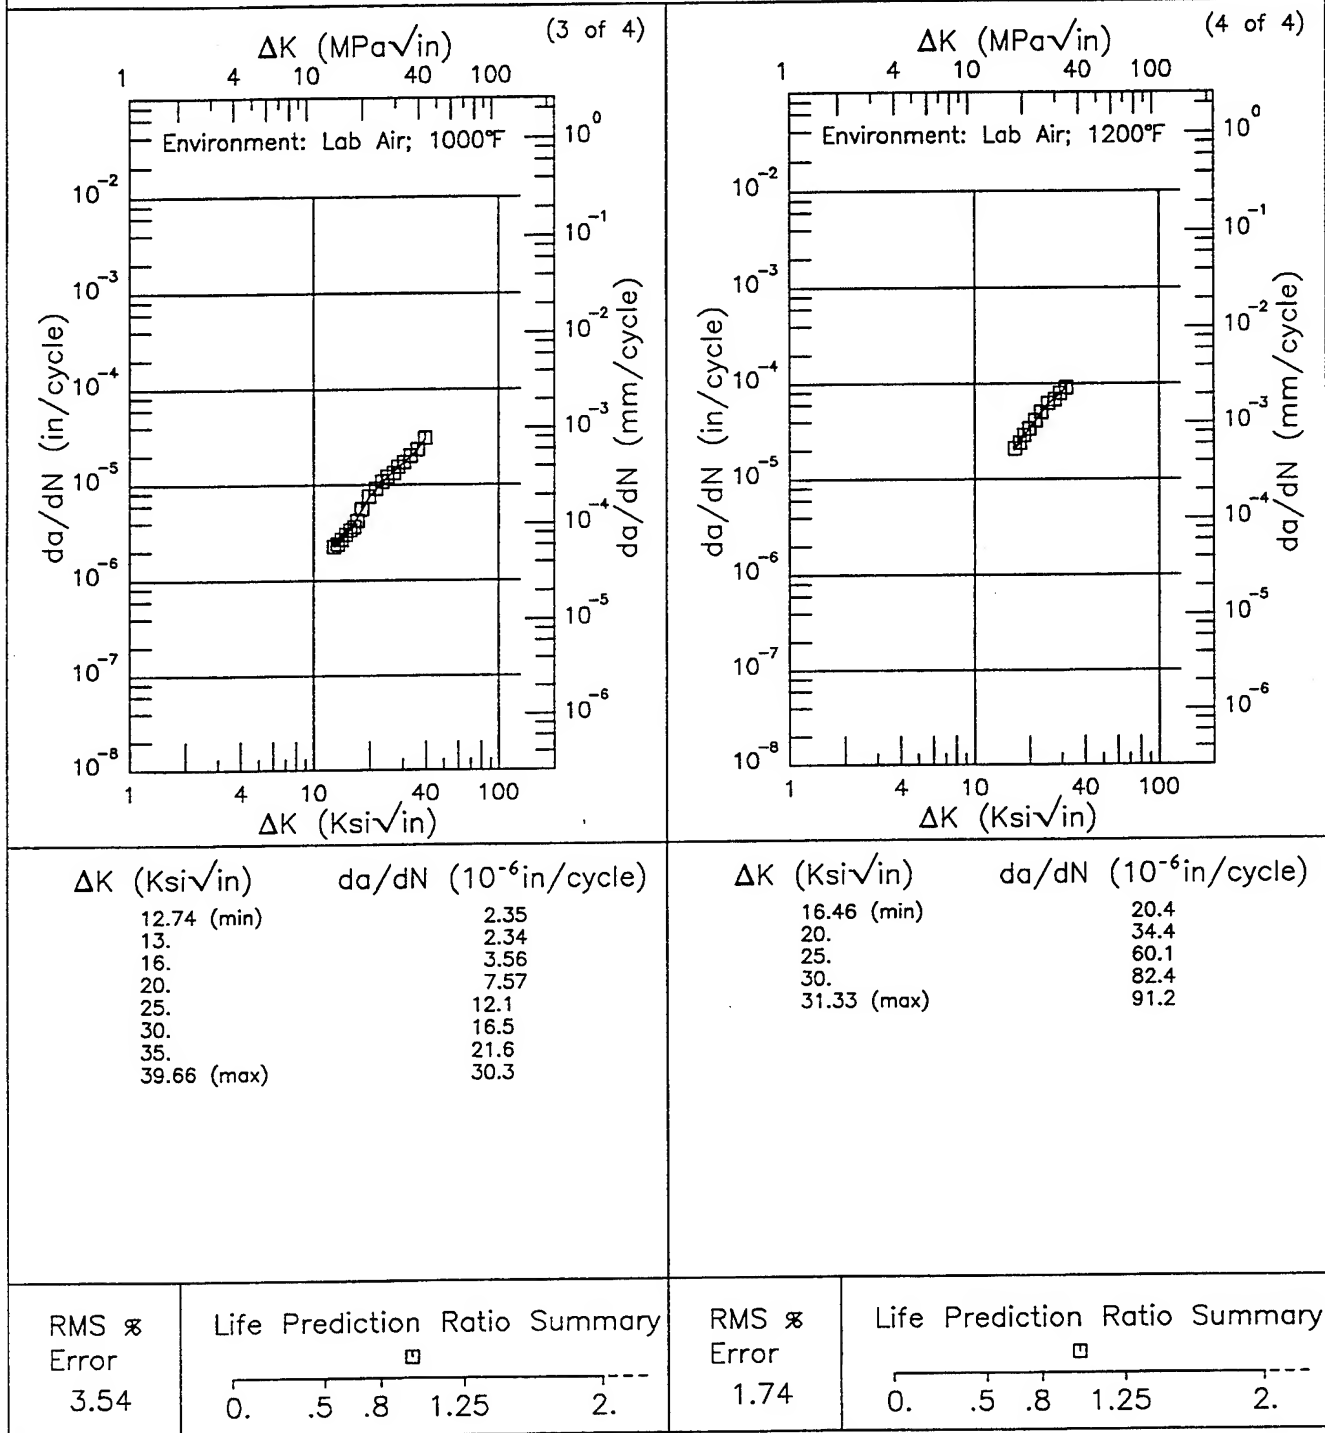 (3 of 4)
ΔK (MPa√in)
1 4 10 40 100
Environment: Lab Air; 1000°F
10⁰
10⁻¹
10⁻²
10⁻³
10⁻⁴
10⁻⁵
10⁻⁶
da/dN (mm/cycle)
10⁻²
10⁻³
10⁻⁴
10⁻⁵
10⁻⁶
10⁻⁷
10⁻⁸
da/dN (in/cycle)
1 4 10 40 100
ΔK (Ksi√in)
ΔK (Ksi√in) da/dN (10⁻⁶in/cycle)
12.74 (min) 2.35
13. 2.34
16. 3.56
20. 7.57
25. 12.1
30. 16.5
35. 21.6
39.66 (max) 30.3
RMS %
Error
3.54
Life Prediction Ratio Summary
0. .5 .8 1.25 2.
(4 of 4)
ΔK (MPa√in)
1 4 10 40 100
Environment: Lab Air; 1200°F
10⁰
10⁻¹
10⁻²
10⁻³
10⁻⁴
10⁻⁵
10⁻⁶
da/dN (mm/cycle)
10⁻²
10⁻³
10⁻⁴
10⁻⁵
10⁻⁶
10⁻⁷
10⁻⁸
da/dN (in/cycle)
1 4 10 40 100
ΔK (Ksi√in)
ΔK (Ksi√in) da/dN (10⁻⁶in/cycle)
16.46 (min) 20.4
20. 34.4
25. 60.1
30. 82.4
31.33 (max) 91.2
RMS %
Error
1.74
Life Prediction Ratio Summary
0. .5 .8 1.25 2.